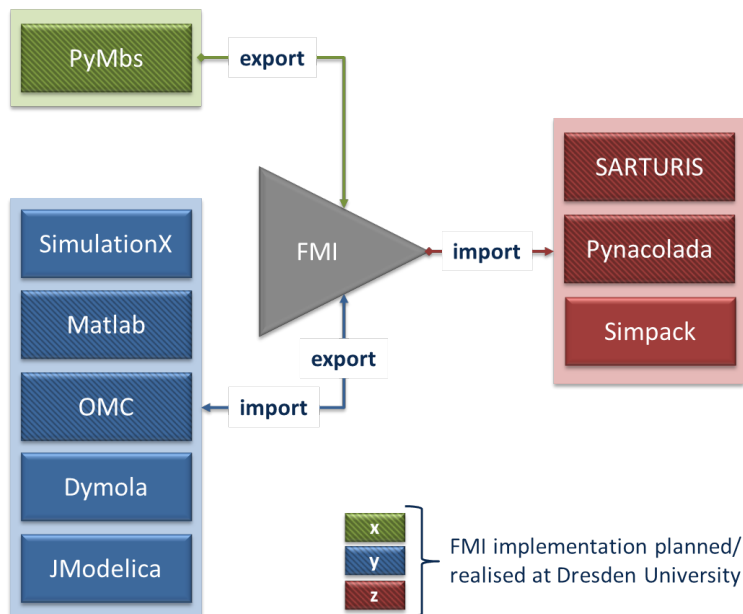 PyMbs
export
SARTURIS
SimulationX
FMI
import
Pynacolada
Matlab
Simpack
export
OMC
import
Dymola
x
FMI implementation planned/
y
realised at Dresden University
JModelica
z